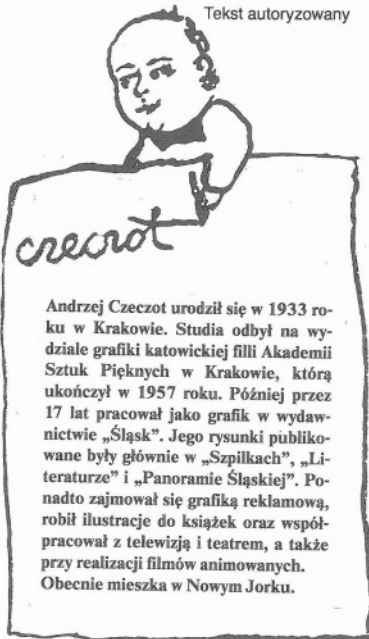 Tekst autoryzowany
czeczot
Andrzej Czeczot urodził się w 1933 ro-
ku w Krakowie. Studia odbył na wy-
dziale grafiki katowickiej filli Akademii
Sztuk Pięknych w Krakowie, którą
ukończył w 1957 roku. Później przez
17 lat pracował jako grafik w wydaw-
nictwie „Śląsk”. Jego rysunki publiko-
wane były głównie w „Szpilkach”, „Li-
teraturze” i „Panoramie Śląskiej”. Po-
nadto zajmował się grafiką reklamową,
robił ilustracje do książek oraz współ-
pracował z telewizją i teatrem, a także
przy realizacji filmów animowanych.
Obecnie mieszka w Nowym Jorku.